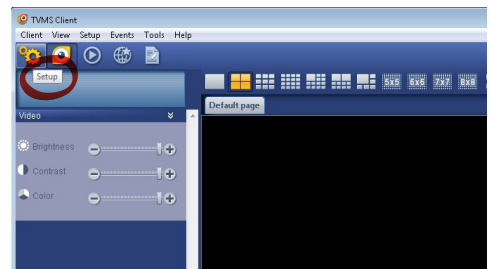 TVMS Client
Client View Setup Events Tools Help
Setup
5x5 6x6 7x7 8x8
Default page
Video
Brightness
Contrast
Color